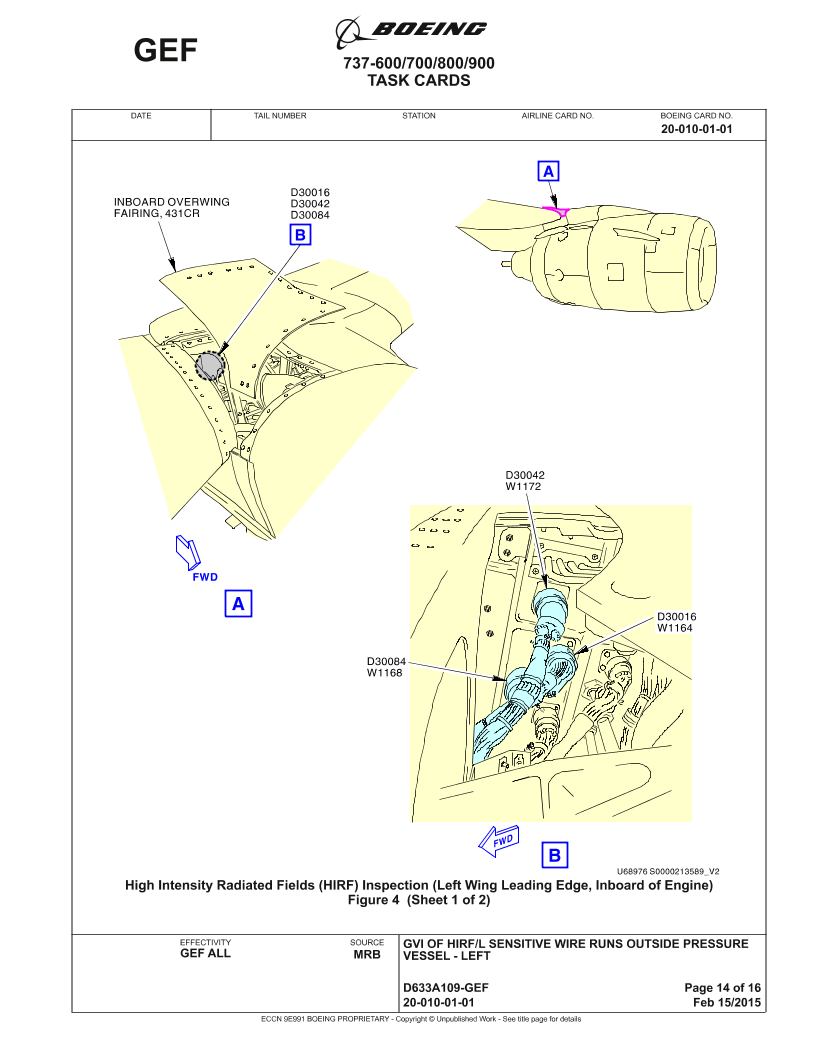 GEF
BOEING
737-600/700/800/900
TASK CARDS
DATE
TAIL NUMBER
STATION
AIRLINE CARD NO.
BOEING CARD NO.
20-010-01-01
INBOARD OVERWING
FAIRING, 431CR
D30016
D30042
D30084
B
A
FWD
A
D30042
W1172
D30016
W1164
D30084
W1168
FWD
B
U68976 S0000213589_V2
High Intensity Radiated Fields (HIRF) Inspection (Left Wing Leading Edge, Inboard of Engine)
Figure 4 (Sheet 1 of 2)
EFFECTIVITY
GEF ALL
SOURCE
MRB
GVI OF HIRF/L SENSITIVE WIRE RUNS OUTSIDE PRESSURE
VESSEL - LEFT
D633A109-GEF
Page 14 of 16
20-010-01-01
Feb 15/2015
ECCN 9E991 BOEING PROPRIETARY - Copyright © Unpublished Work - See title page for details